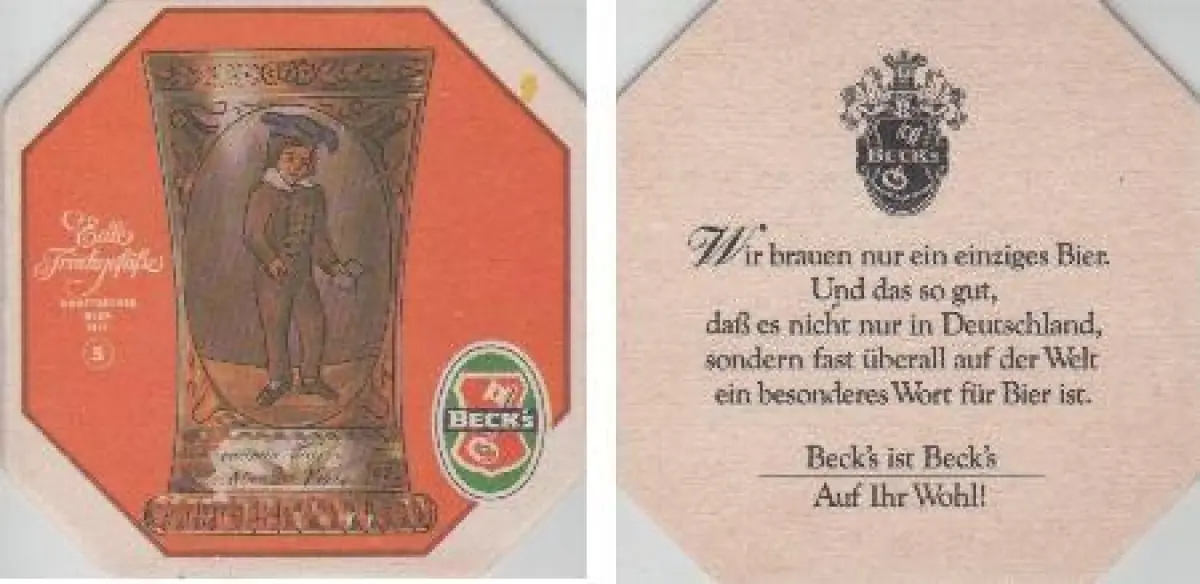 Edle
Trinkgefäße
5
BECK's
BECK's
Wir brauen nur ein einziges Bier.
Und das so gut,
daß es nicht nur in Deutschland,
sondern fast überall auf der Welt
ein besonderes Wort für Bier ist.
Beck's ist Beck's
Auf Ihr Wohl!